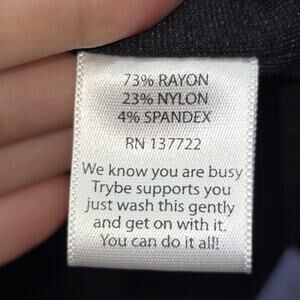 73% RAYON
23% NYLON
4% SPANDEX
RN 137722
We know you are busy
Trybe supports you
just wash this gently
and get on with it.
You can do it all!